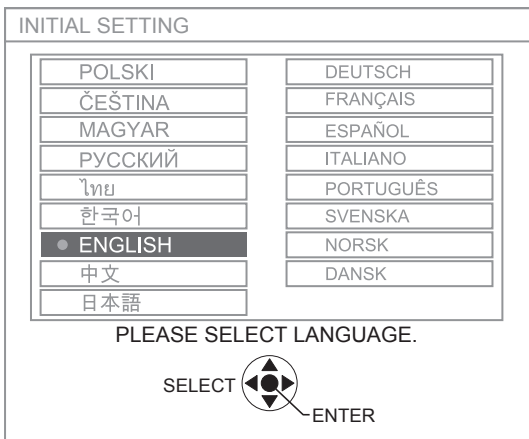 INITIAL SETTING
POLSKI
ČEŠTINA
MAGYAR
РУССКИЙ
ไทย
한국어
ENGLISH
中文
日本語
DEUTSCH
FRANÇAIS
ESPAÑOL
ITALIANO
PORTUGUÊS
SVENSKA
NORSK
DANSK
PLEASE SELECT LANGUAGE.
SELECT
ENTER